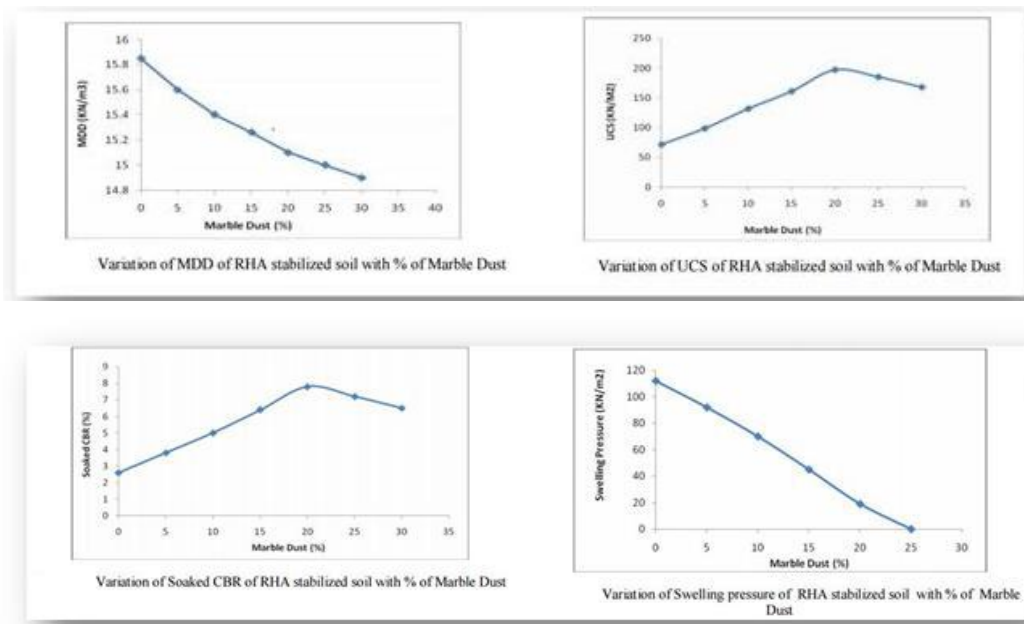 16
15.8
15.6
15.4
15.2
15
14.8
MDD (KN/m3)
0 5 10 15 20 25 30 35 40
Marble Dust (%)
Variation of MDD of RHA stabilized soil with % of Marble Dust
250
200
150
100
50
0
UCS (KN/M2)
0 5 10 15 20 25 30 35
Marble Dust (%)
Variation of UCS of RHA stabilized soil with % of Marble Dust
9
8
7
6
5
4
3
2
1
0
Soaked CBR (%)
0 5 10 15 20 25 30 35
Marble Dust (%)
Variation of Soaked CBR of RHA stabilized soil with % of Marble Dust
120
100
80
60
40
20
0
Swelling Pressure (KN/m2)
0 5 10 15 20 25 30
Marble Dust (%)
Variation of Swelling pressure of RHA stabilized soil with % of Marble
Dust